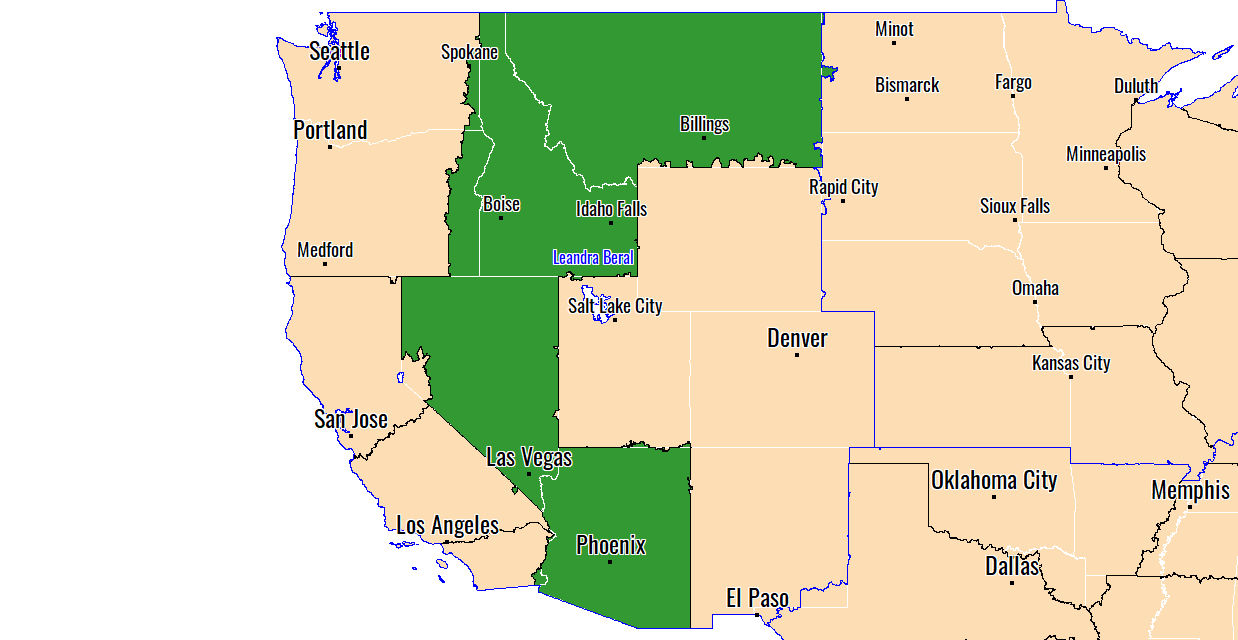 Minot
Seattle
Spokane
Bismarck
Fargo
Duluth
Billings
Portland
Minneapolis
Rapid City
Boise
Idaho Falls
Sioux Falls
Medford
Leandra Beral
Omaha
Salt Lake City
Denver
Kansas City
San Jose
Las Vegas
Oklahoma City
Memphis
Los Angeles
Phoenix
Dallas
El Paso